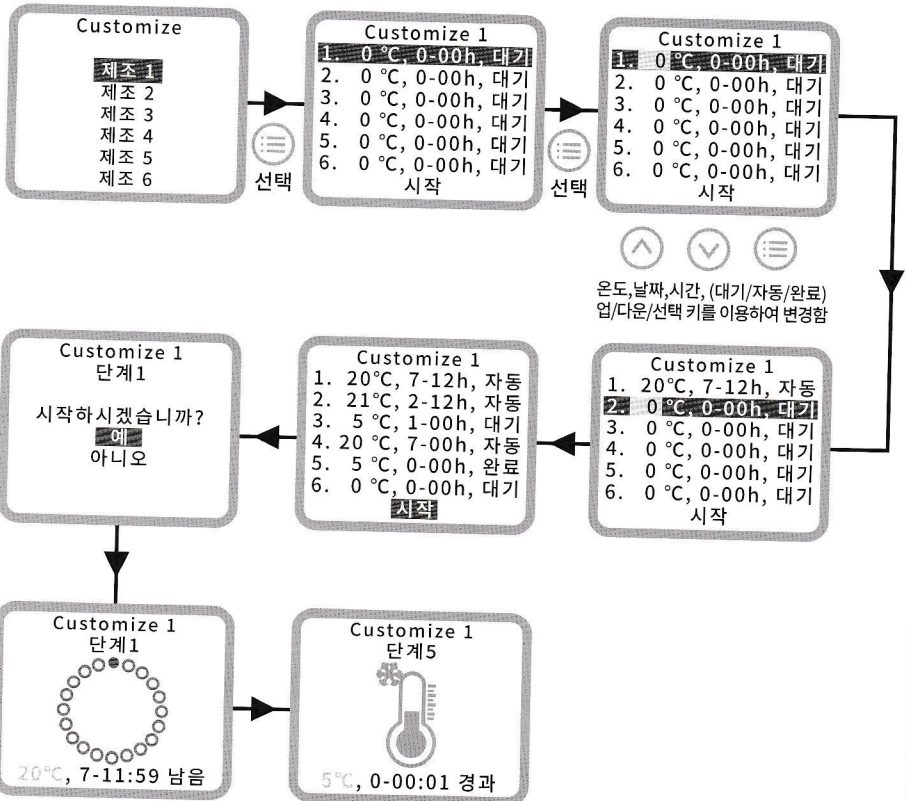 Customize
제조 1
제조 2
제조 3
제조 4
제조 5
제조 6
선택
Customize 1
1. 0 °C, 0-00h, 대기
2. 0 °C, 0-00h, 대기
3. 0 °C, 0-00h, 대기
4. 0 °C, 0-00h, 대기
5. 0 °C, 0-00h, 대기
6. 0 °C, 0-00h, 대기
시작
선택
Customize 1
1. 0 °C, 0-00h, 대기
2. 0 °C, 0-00h, 대기
3. 0 °C, 0-00h, 대기
4. 0 °C, 0-00h, 대기
5. 0 °C, 0-00h, 대기
6. 0 °C, 0-00h, 대기
시작
온도,날짜,시간, (대기/자동/완료)
업/다운/선택 키를 이용하여 변경함
Customize 1
1. 20°C, 7-12h, 자동
2. 0 °C, 0-00h, 대기
3. 0 °C, 0-00h, 대기
4. 0 °C, 0-00h, 대기
5. 0 °C, 0-00h, 대기
6. 0 °C, 0-00h, 대기
시작
Customize 1
1. 20°C, 7-12h, 자동
2. 21°C, 2-12h, 자동
3. 5 °C, 1-00h, 대기
4. 20 °C, 7-00h, 자동
5. 5 °C, 0-00h, 완료
6. 0 °C, 0-00h, 대기
시작
Customize 1
단계1
시작하시겠습니까?
예
아니오
Customize 1
단계1
20°C, 7-11:59 남음
Customize 1
단계5
5°C, 0-00:01 경과